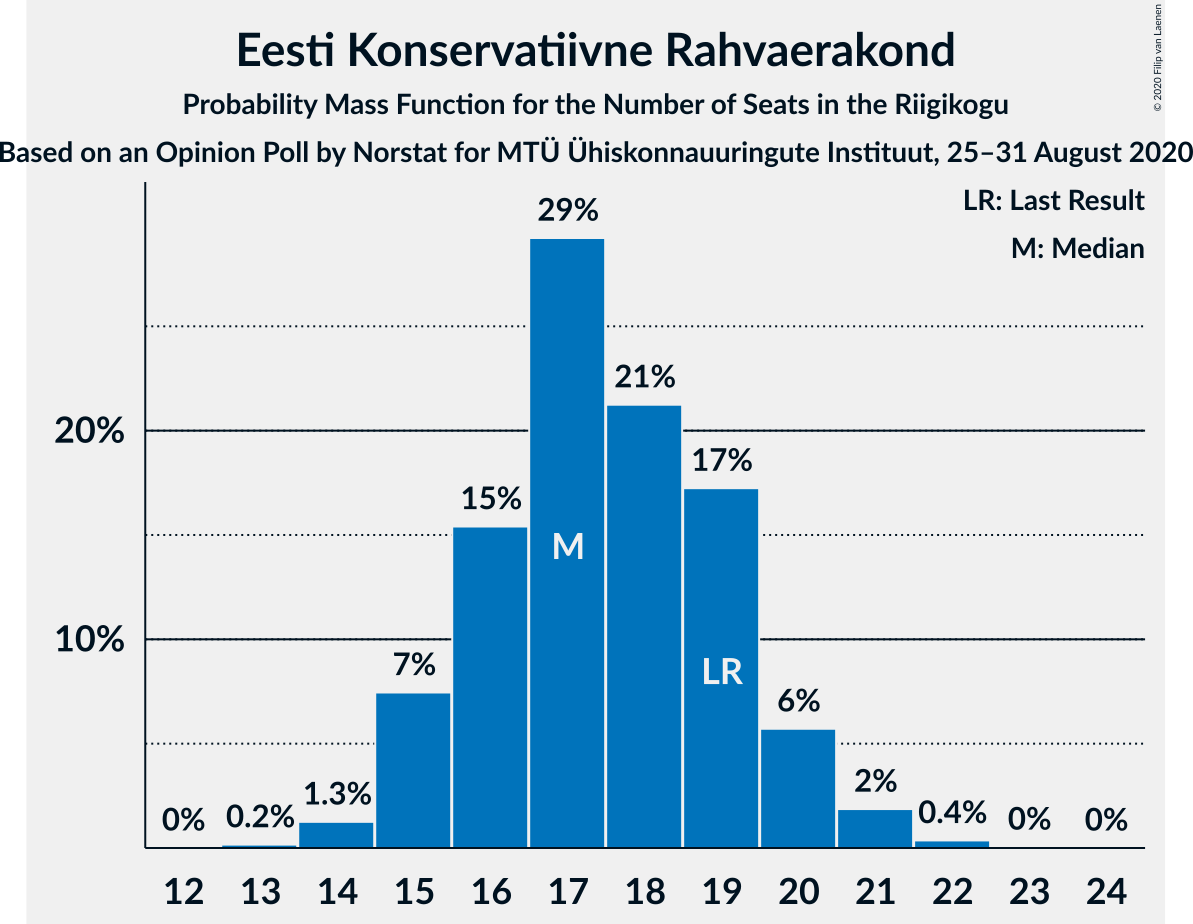 © 2020 Filip van Laenen
Eesti Konservatiivne Rahvaerakond
Probability Mass Function for the Number of Seats in the Riigikogu
Based on an Opinion Poll by Norstat for MTÜ Ühiskonnauuringute Instituut, 25–31 August 2020
LR: Last Result
M: Median
29%
21%
20%
17%
15%
M
10%
7%
LR
6%
2%
1.3%
0% 0.2% 0.4% 0% 0%
12 13 14 15 16 17 18 19 20 21 22 23 24